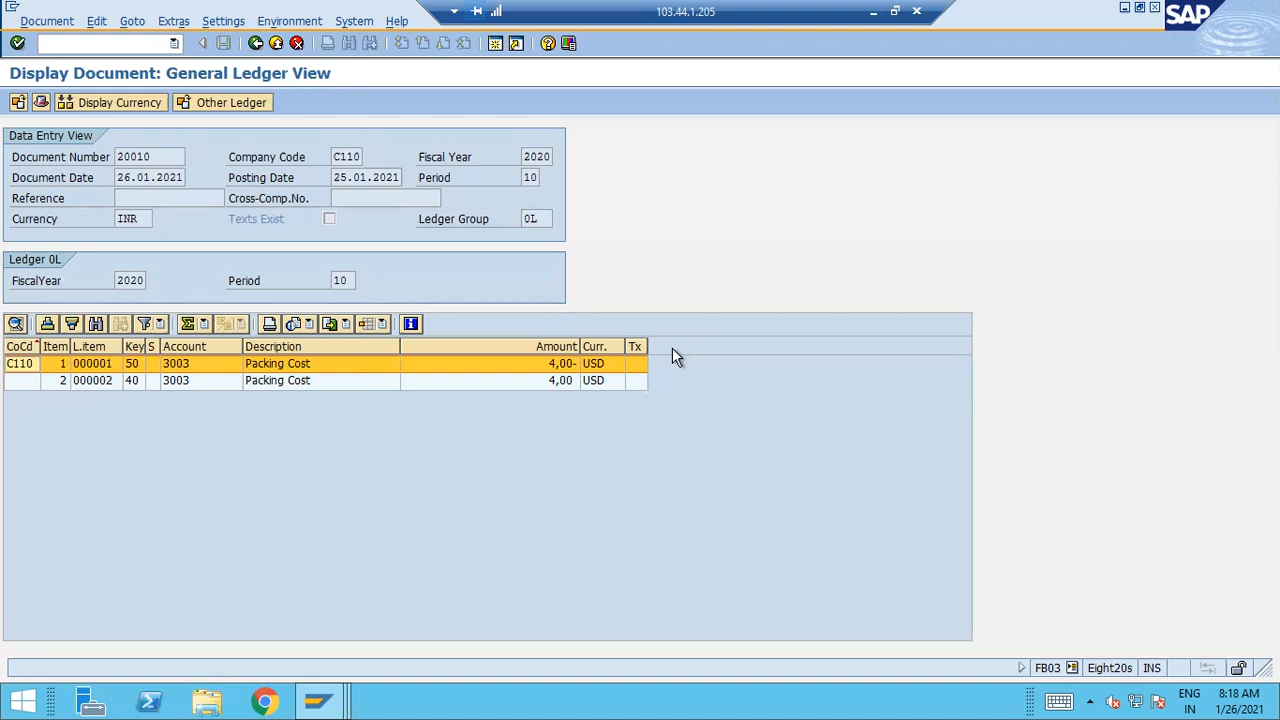 103.44.1.205
Document Edit Goto Extras Settings Environment System Help
SAP
Display Document: General Ledger View
Display Currency Other Ledger
Data Entry View
Document Number 20010 Company Code C110 Fiscal Year 2020
Document Date 26.01.2021 Posting Date 25.01.2021 Period 10
Reference Cross-Comp.No.
Currency INR Texts Exist Ledger Group 0L
Ledger 0L
FiscalYear 2020 Period 10
CoCd Item L.item Key S Account Description Amount Curr. Tx
C110 1 000001 50 3003 Packing Cost 4,00- USD
2 000002 40 3003 Packing Cost 4,00 USD
FB03 Eight20s INS
ENG 8:18 AM
IN 1/26/2021